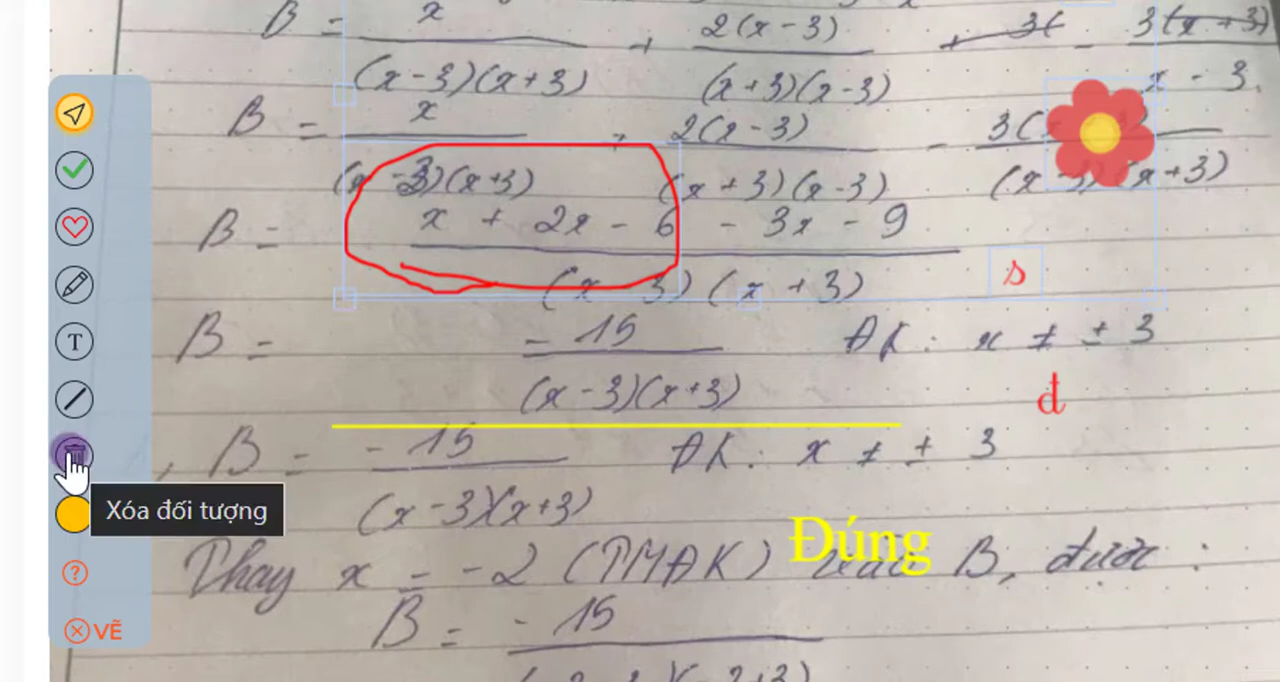 B = x / (x-3)(x+3) + 2(x-3) / (x+3)(x-3) - 3(x+3) / x-3
B = x / (x-3)(x+3) + 2(x-3) / (x+3)(x-3) - 3( / (x-3)(x+3)
B = x + 2x - 6 - 3x - 9 / (x-3)(x+3)
s
B = -15 / (x-3)(x+3) ĐK: x ≠ ± 3
đ
B = -15 / (x-3)(x+3) ĐK: x ≠ ± 3
T
Xóa đối tượng
Đúng
Thay x = -2 (TMĐK) vào B, được:
?
VẼ
B = -15